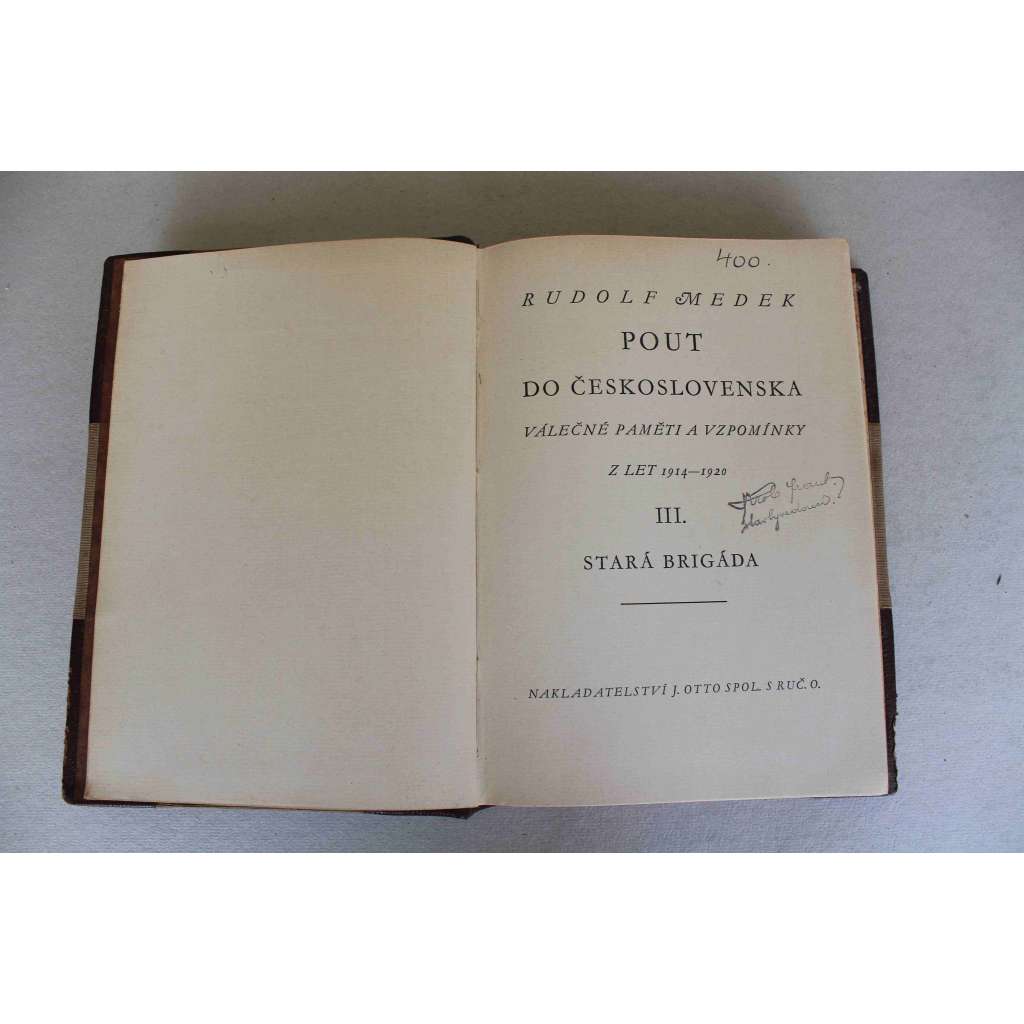 400.
RUDOLF MEDEK
POUT
DO ČESKOSLOVENSKA
VÁLEČNÉ PAMĚTI A VZPOMÍNKY
Z LET 1914—1920
III.
STARÁ BRIGÁDA
NAKLADATELSTVÍ J. OTTO SPOL. S RUČ. O.